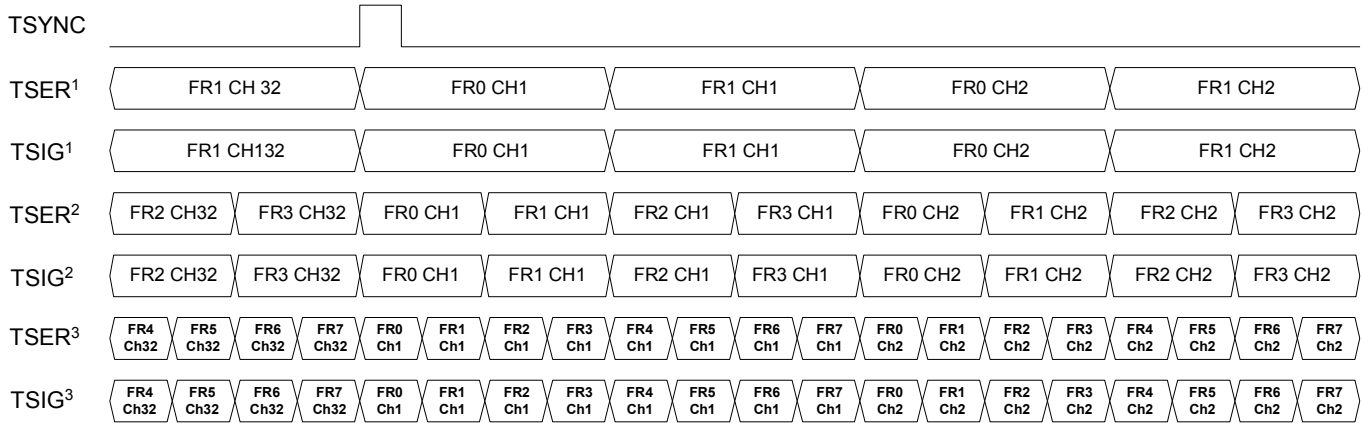 TSYNC
TSER1 FR1 CH 32 FR0 CH1 FR1 CH1 FR0 CH2 FR1 CH2
TSIG1 FR1 CH132 FR0 CH1 FR1 CH1 FR0 CH2 FR1 CH2
TSER2 FR2 CH32 FR3 CH32 FR0 CH1 FR1 CH1 FR2 CH1 FR3 CH1 FR0 CH2 FR1 CH2 FR2 CH2 FR3 CH2
TSIG2 FR2 CH32 FR3 CH32 FR0 CH1 FR1 CH1 FR2 CH1 FR3 CH1 FR0 CH2 FR1 CH2 FR2 CH2 FR3 CH2
TSER3 FR4 Ch32 FR5 Ch32 FR6 Ch32 FR7 Ch32 FR0 Ch1 FR1 Ch1 FR2 Ch1 FR3 Ch1 FR4 Ch1 FR5 Ch1 FR6 Ch1 FR7 Ch1 FR0 Ch2 FR1 Ch2 FR2 Ch2 FR3 Ch2 FR4 Ch2 FR5 Ch2 FR6 Ch2 FR7 Ch2
TSIG3 FR4 Ch32 FR5 Ch32 FR6 Ch32 FR7 Ch32 FR0 Ch1 FR1 Ch1 FR2 Ch1 FR3 Ch1 FR4 Ch1 FR5 Ch1 FR6 Ch1 FR7 Ch1 FR0 Ch2 FR1 Ch2 FR2 Ch2 FR3 Ch2 FR4 Ch2 FR5 Ch2 FR6 Ch2 FR7 Ch2